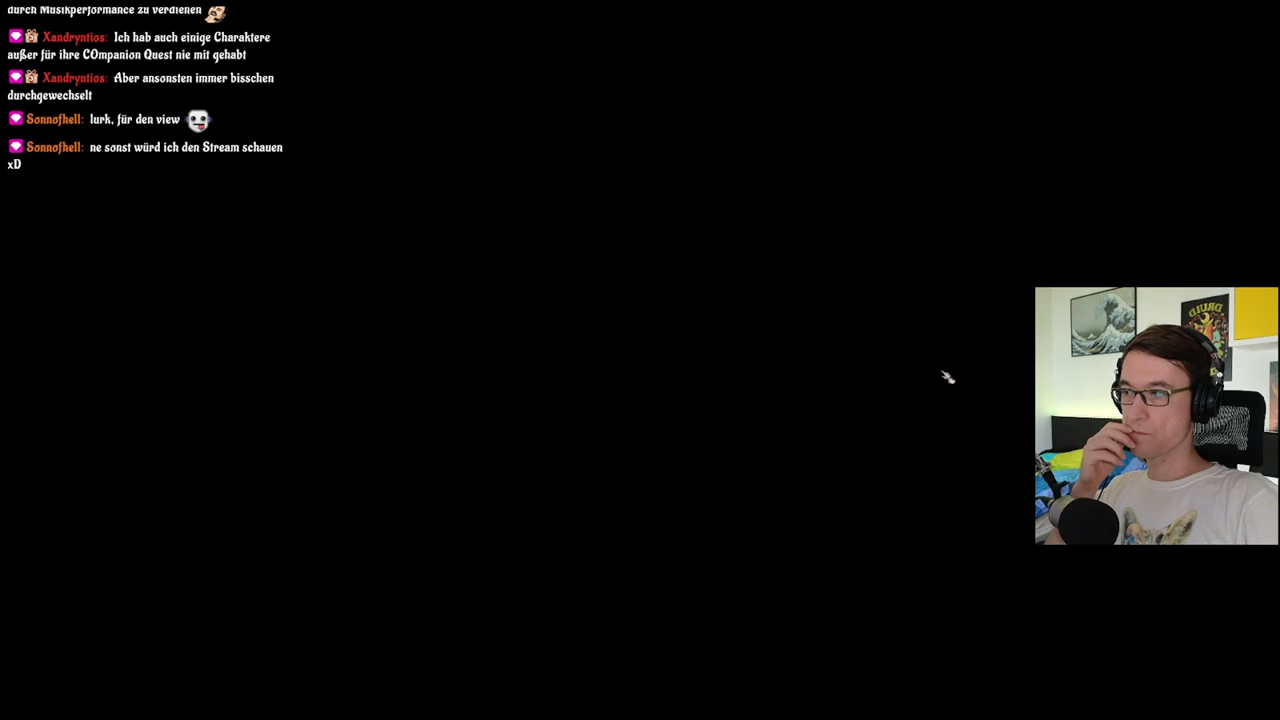 durch Musikperformance zu verdienen
Xandryntios: Ich hab auch einige Charaktere
außer für ihre COmpanion Quest nie mit gehabt
Xandryntios: Aber ansonsten immer bisschen
durchgewechselt
Sonnofhell: lurk, für den view
Sonnofhell: ne sonst würd ich den Stream schauen
xD
DRUID